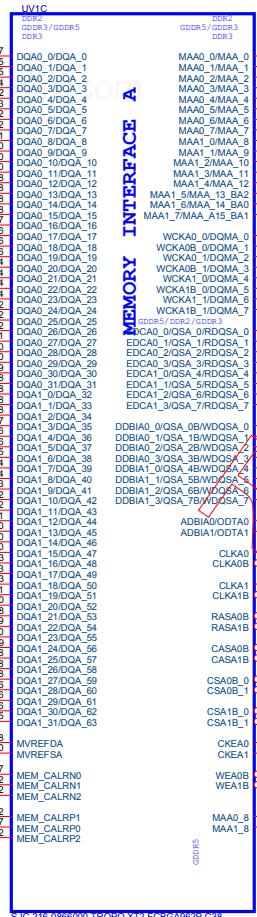 UV1C
DDR2
GDDR3/GDDR5
DDR3
DDR2
GDDR5/GDDR3
DDR3
DQA0_0/DQA_0
DQA0_1/DQA_1
DQA0_2/DQA_2
DQA0_3/DQA_3
DQA0_4/DQA_4
DQA0_5/DQA_5
DQA0_6/DQA_6
DQA0_7/DQA_7
DQA0_8/DQA_8
DQA0_9/DQA_9
DQA0_10/DQA_10
DQA0_11/DQA_11
DQA0_12/DQA_12
DQA0_13/DQA_13
DQA0_14/DQA_14
DQA0_15/DQA_15
DQA0_16/DQA_16
DQA0_17/DQA_17
DQA0_18/DQA_18
DQA0_19/DQA_19
DQA0_20/DQA_20
DQA0_21/DQA_21
DQA0_22/DQA_22
DQA0_23/DQA_23
DQA0_24/DQA_24
DQA0_25/DQA_25
DQA0_26/DQA_26
DQA0_27/DQA_27
DQA0_28/DQA_28
DQA0_29/DQA_29
DQA0_30/DQA_30
DQA0_31/DQA_31
DQA1_0/DQA_32
DQA1_1/DQA_33
DQA1_2/DQA_34
DQA1_3/DQA_35
DQA1_4/DQA_36
DQA1_5/DQA_37
DQA1_6/DQA_38
DQA1_7/DQA_39
DQA1_8/DQA_40
DQA1_9/DQA_41
DQA1_10/DQA_42
DQA1_11/DQA_43
DQA1_12/DQA_44
DQA1_13/DQA_45
DQA1_14/DQA_46
DQA1_15/DQA_47
DQA1_16/DQA_48
DQA1_17/DQA_49
DQA1_18/DQA_50
DQA1_19/DQA_51
DQA1_20/DQA_52
DQA1_21/DQA_53
DQA1_22/DQA_54
DQA1_23/DQA_55
DQA1_24/DQA_56
DQA1_25/DQA_57
DQA1_26/DQA_58
DQA1_27/DQA_59
DQA1_28/DQA_60
DQA1_29/DQA_61
DQA1_30/DQA_62
DQA1_31/DQA_63
MVREFDA
MVREFSA
MEM_CALRN0
MEM_CALRN1
MEM_CALRN2
MEM_CALRP1
MEM_CALRP0
MEM_CALRP2
MEMORY INTERFACE A
MAA0_0/MAA_0
MAA0_1/MAA_1
MAA0_2/MAA_2
MAA0_3/MAA_3
MAA0_4/MAA_4
MAA0_5/MAA_5
MAA0_6/MAA_6
MAA0_7/MAA_7
MAA1_0/MAA_8
MAA1_1/MAA_9
MAA1_2/MAA_10
MAA1_3/MAA_11
MAA1_4/MAA_12
MAA1_5/MAA_13_BA2
MAA1_6/MAA_14_BA0
MAA1_7/MAA_A15_BA1
WCKA0_0/DQMA_0
WCKA0B_0/DQMA_1
WCKA0_1/DQMA_2
WCKA0B_1/DQMA_3
WCKA1_0/DQMA_4
WCKA1B_0/DQMA_5
WCKA1_1/DQMA_6
WCKA1B_1/DQMA_7
GDDR5/DDR2/GDDR3
EDCA0_0/QSA_0/RDQSA_0
EDCA0_1/QSA_1/RDQSA_1
EDCA0_2/QSA_2/RDQSA_2
EDCA0_3/QSA_3/RDQSA_3
EDCA1_0/QSA_4/RDQSA_4
EDCA1_1/QSA_5/RDQSA_5
EDCA1_2/QSA_6/RDQSA_6
EDCA1_3/QSA_7/RDQSA_7
DDBIA0_0/QSA_0B/WDQSA_0
DDBIA0_1/QSA_1B/WDQSA_1
DDBIA0_2/QSA_2B/WDQSA_2
DDBIA0_3/QSA_3B/WDQSA_3
DDBIA1_0/QSA_4B/WDQSA_4
DDBIA1_1/QSA_5B/WDQSA_5
DDBIA1_2/QSA_6B/WDQSA_6
DDBIA1_3/QSA_7B/WDQSA_7
ADBIA0/ODTA0
ADBIA1/ODTA1
CLKA0
CLKA0B
CLKA1
CLKA1B
RASA0B
RASA1B
CASA0B
CASA1B
CSA0B_0
CSA0B_1
CSA1B_0
CSA1B_1
CKEA0
CKEA1
WEA0B
WEA1B
MAA0_8
MAA1_8
GDDR5